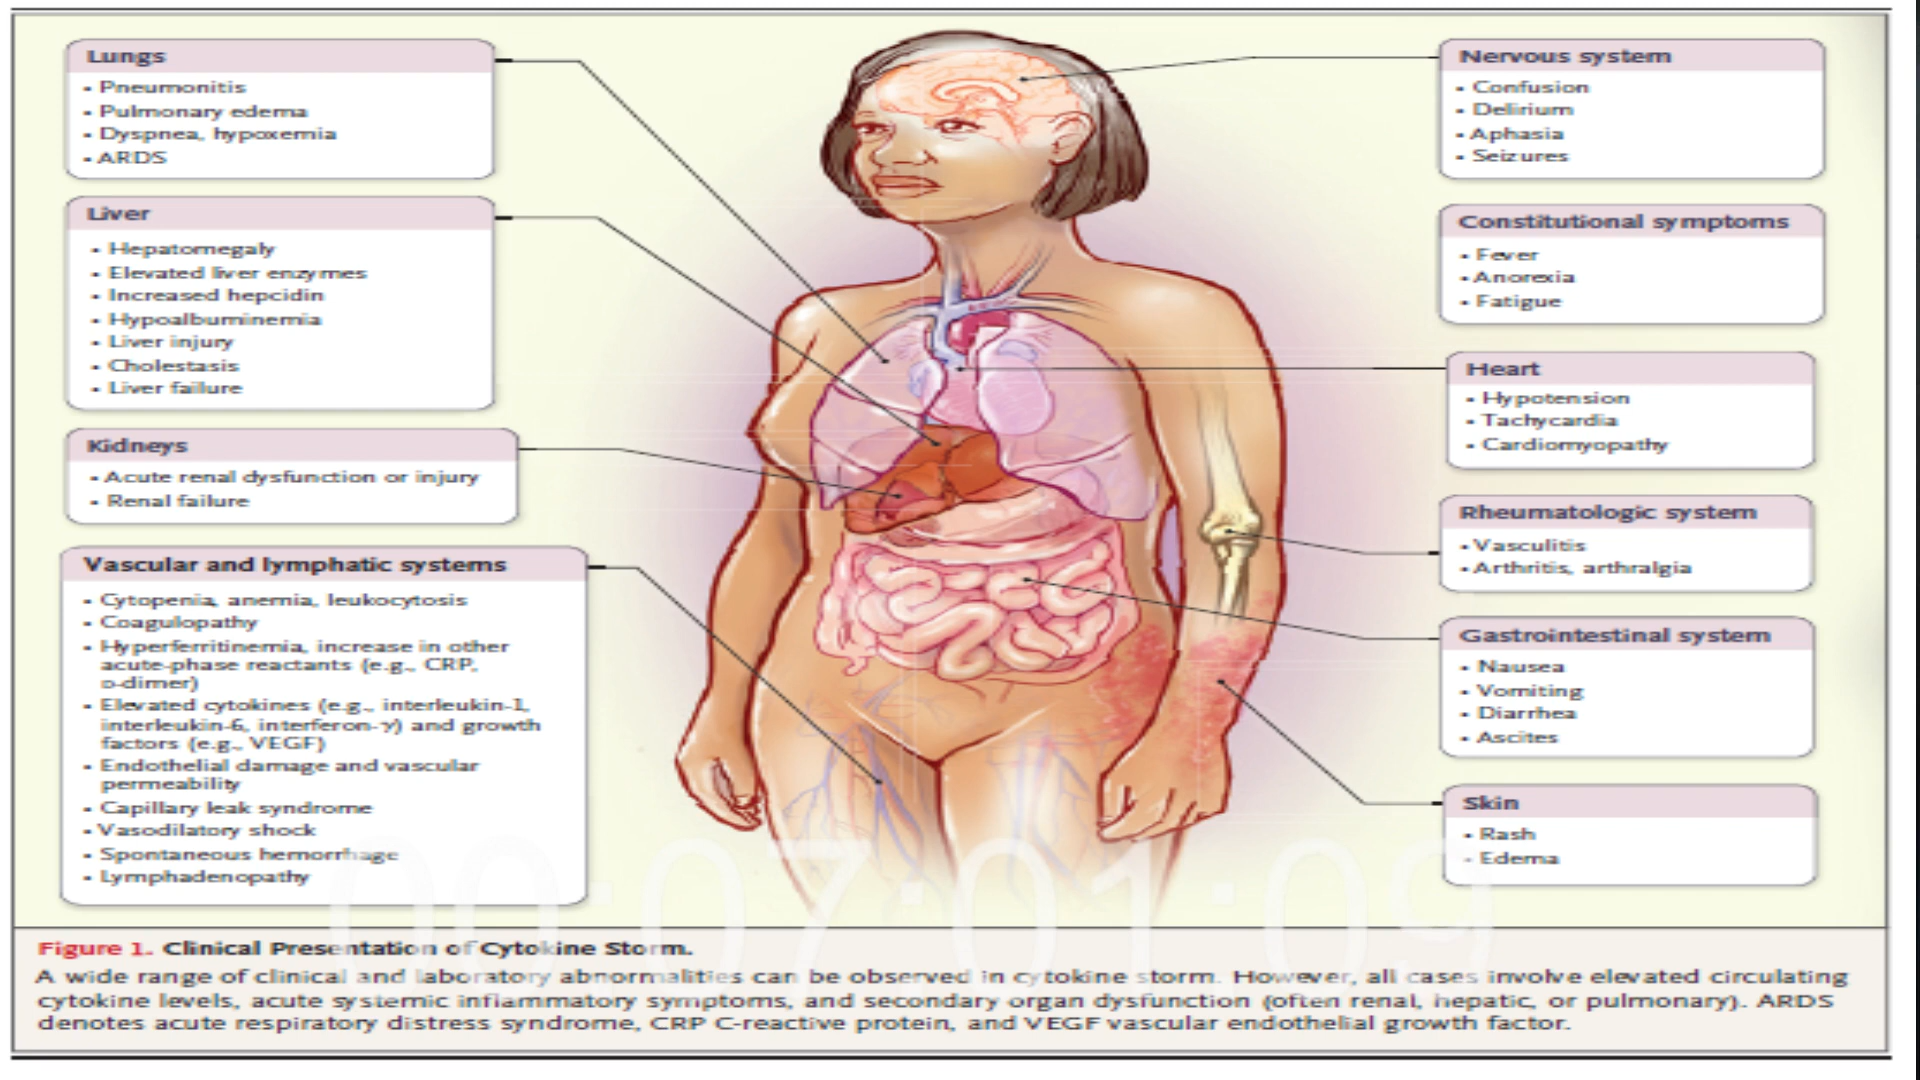 Lungs
• Pneumonitis
• Pulmonary edema
• Dyspnea, hypoxemia
• ARDS
Liver
• Hepatomegaly
• Elevated liver enzymes
• Increased hepcidin
• Hypoalbuminemia
• Liver injury
• Cholestasis
• Liver failure
Kidneys
• Acute renal dysfunction or injury
• Renal failure
Vascular and lymphatic systems
• Cytopenia, anemia, leukocytosis
• Coagulopathy
• Hyperferritinemia, increase in other
acute-phase reactants (e.g., CRP,
D-dimer)
• Elevated cytokines (e.g., interleukin-1,
interleukin-6, interferon-γ) and growth
factors (e.g., VEGF)
• Endothelial damage and vascular
permeability
• Capillary leak syndrome
• Vasodilatory shock
• Spontaneous hemorrhage
• Lymphadenopathy
Nervous system
• Confusion
• Delirium
• Aphasia
• Seizures
Constitutional symptoms
• Fever
• Anorexia
• Fatigue
Heart
• Hypotension
• Tachycardia
• Cardiomyopathy
Rheumatologic system
• Vasculitis
• Arthritis, arthralgia
Gastrointestinal system
• Nausea
• Vomiting
• Diarrhea
• Ascites
Skin
• Rash
• Edema
00:07:01:09
Figure 1. Clinical Presentation of Cytokine Storm.
A wide range of clinical and laboratory abnormalities can be observed in cytokine storm. However, all cases involve elevated circulating
cytokine levels, acute systemic inflammatory symptoms, and secondary organ dysfunction (often renal, hepatic, or pulmonary). ARDS
denotes acute respiratory distress syndrome, CRP C-reactive protein, and VEGF vascular endothelial growth factor.